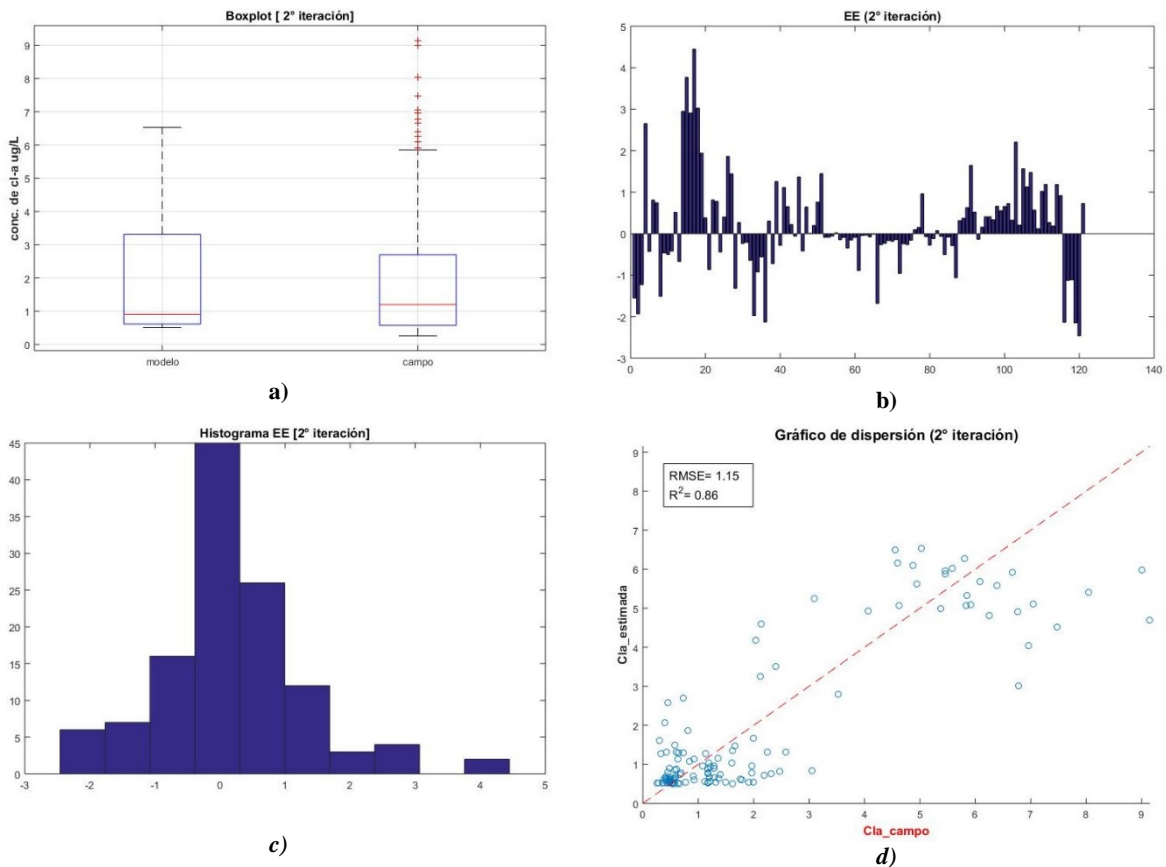 Boxplot [ 2° iteración]
9
8
7
6
5
4
3
2
1
0
conc. de cl-a ug/L
modelo campo
a)
EE (2° iteración)
5
4
3
2
1
0
-1
-2
-3
0 20 40 60 80 100 120 140
b)
Histograma EE [2° iteración]
45
40
35
30
25
20
15
10
5
0
-3 -2 -1 0 1 2 3 4 5
c)
Gráfico de dispersión (2° iteración)
RMSE= 1.15
R²= 0.86
9
8
7
6
5
4
3
2
1
0
Cla_estimada
0 1 2 3 4 5 6 7 8 9
Cla_campo
d)